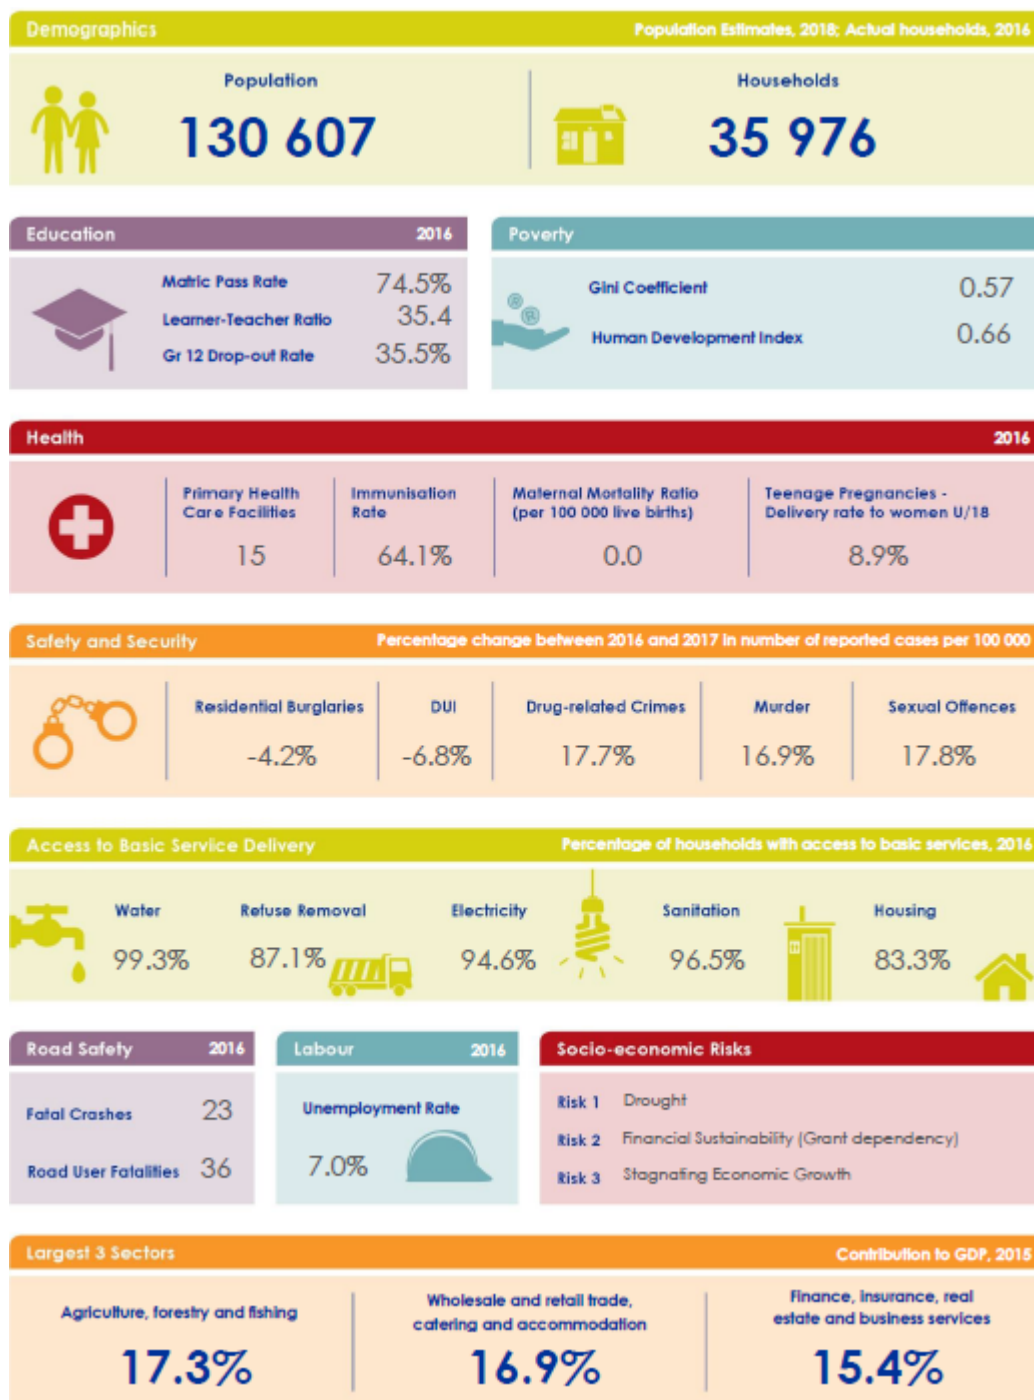 Demographics
Population Estimates, 2018; Actual households, 2016
Population
130 607
Households
35 976
Education
2016
Matric Pass Rate
74.5%
Learner-Teacher Ratio
35.4
Gr 12 Drop-out Rate
35.5%
Poverty
Gini Coefficient
0.57
Human Development Index
0.66
Health
2016
Primary Health
Care Facilities
15
Immunisation
Rate
64.1%
Maternal Mortality Ratio
(per 100 000 live births)
0.0
Teenage Pregnancies -
Delivery rate to women U/18
8.9%
Safety and Security
Percentage change between 2016 and 2017 in number of reported cases per 100 000
Residential Burglaries
-4.2%
DUI
-6.8%
Drug-related Crimes
17.7%
Murder
16.9%
Sexual Offences
17.8%
Access to Basic Service Delivery
Percentage of households with access to basic services, 2016
Water
99.3%
Refuse Removal
87.1%
Electricity
94.6%
Sanitation
96.5%
Housing
83.3%
Road Safety
2016
Fatal Crashes
23
Road User Fatalities
36
Labour
2016
Unemployment Rate
7.0%
Socio-economic Risks
Risk 1 Drought
Risk 2 Financial Sustainability (Grant dependency)
Risk 3 Stagnating Economic Growth
Largest 3 Sectors
Contribution to GDP, 2015
Agriculture, forestry and fishing
17.3%
Wholesale and retail trade,
catering and accommodation
16.9%
Finance, insurance, real
estate and business services
15.4%